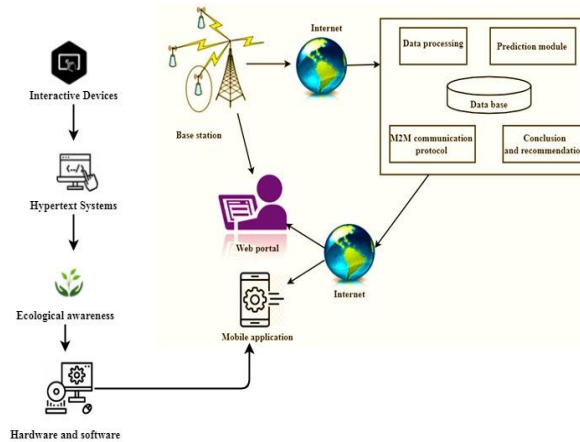 Interactive Devices
Hypertext Systems
Ecological awareness
Hardware and software
Base station
Internet
Data processing
Prediction module
Data base
M2M communication
protocol
Conclusion
and recommendation
Web portal
Internet
Mobile application